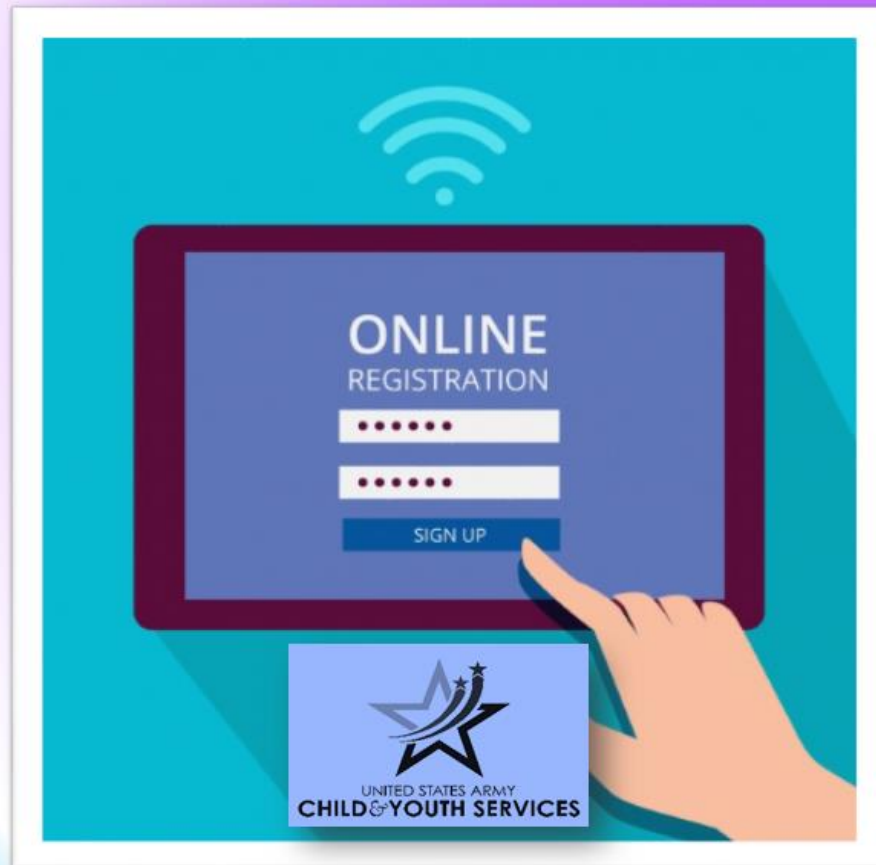 ONLINE
REGISTRATION
••••••
••••••
SIGN UP
UNITED STATES ARMY
CHILD & YOUTH SERVICES